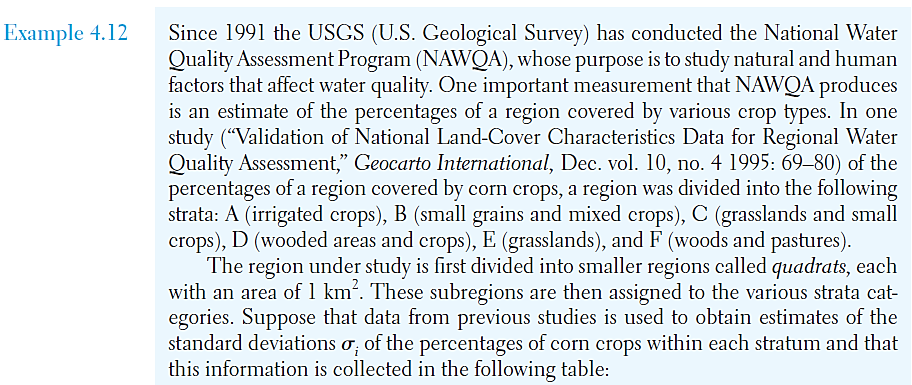 Example 4.12
Since 1991 the USGS (U.S. Geological Survey) has conducted the National Water
Quality Assessment Program (NAWQA), whose purpose is to study natural and human
factors that affect water quality. One important measurement that NAWQA produces
is an estimate of the percentages of a region covered by various crop types. In one
study (“Validation of National Land-Cover Characteristics Data for Regional Water
Quality Assessment,” Geocarto International, Dec. vol. 10, no. 4 1995: 69–80) of the
percentages of a region covered by corn crops, a region was divided into the following
strata: A (irrigated crops), B (small grains and mixed crops), C (grasslands and small
crops), D (wooded areas and crops), E (grasslands), and F (woods and pastures).
The region under study is first divided into smaller regions called quadrats, each
with an area of 1 km². These subregions are then assigned to the various strata cat-
egories. Suppose that data from previous studies is used to obtain estimates of the
standard deviations σᵢ of the percentages of corn crops within each stratum and that
this information is collected in the following table: